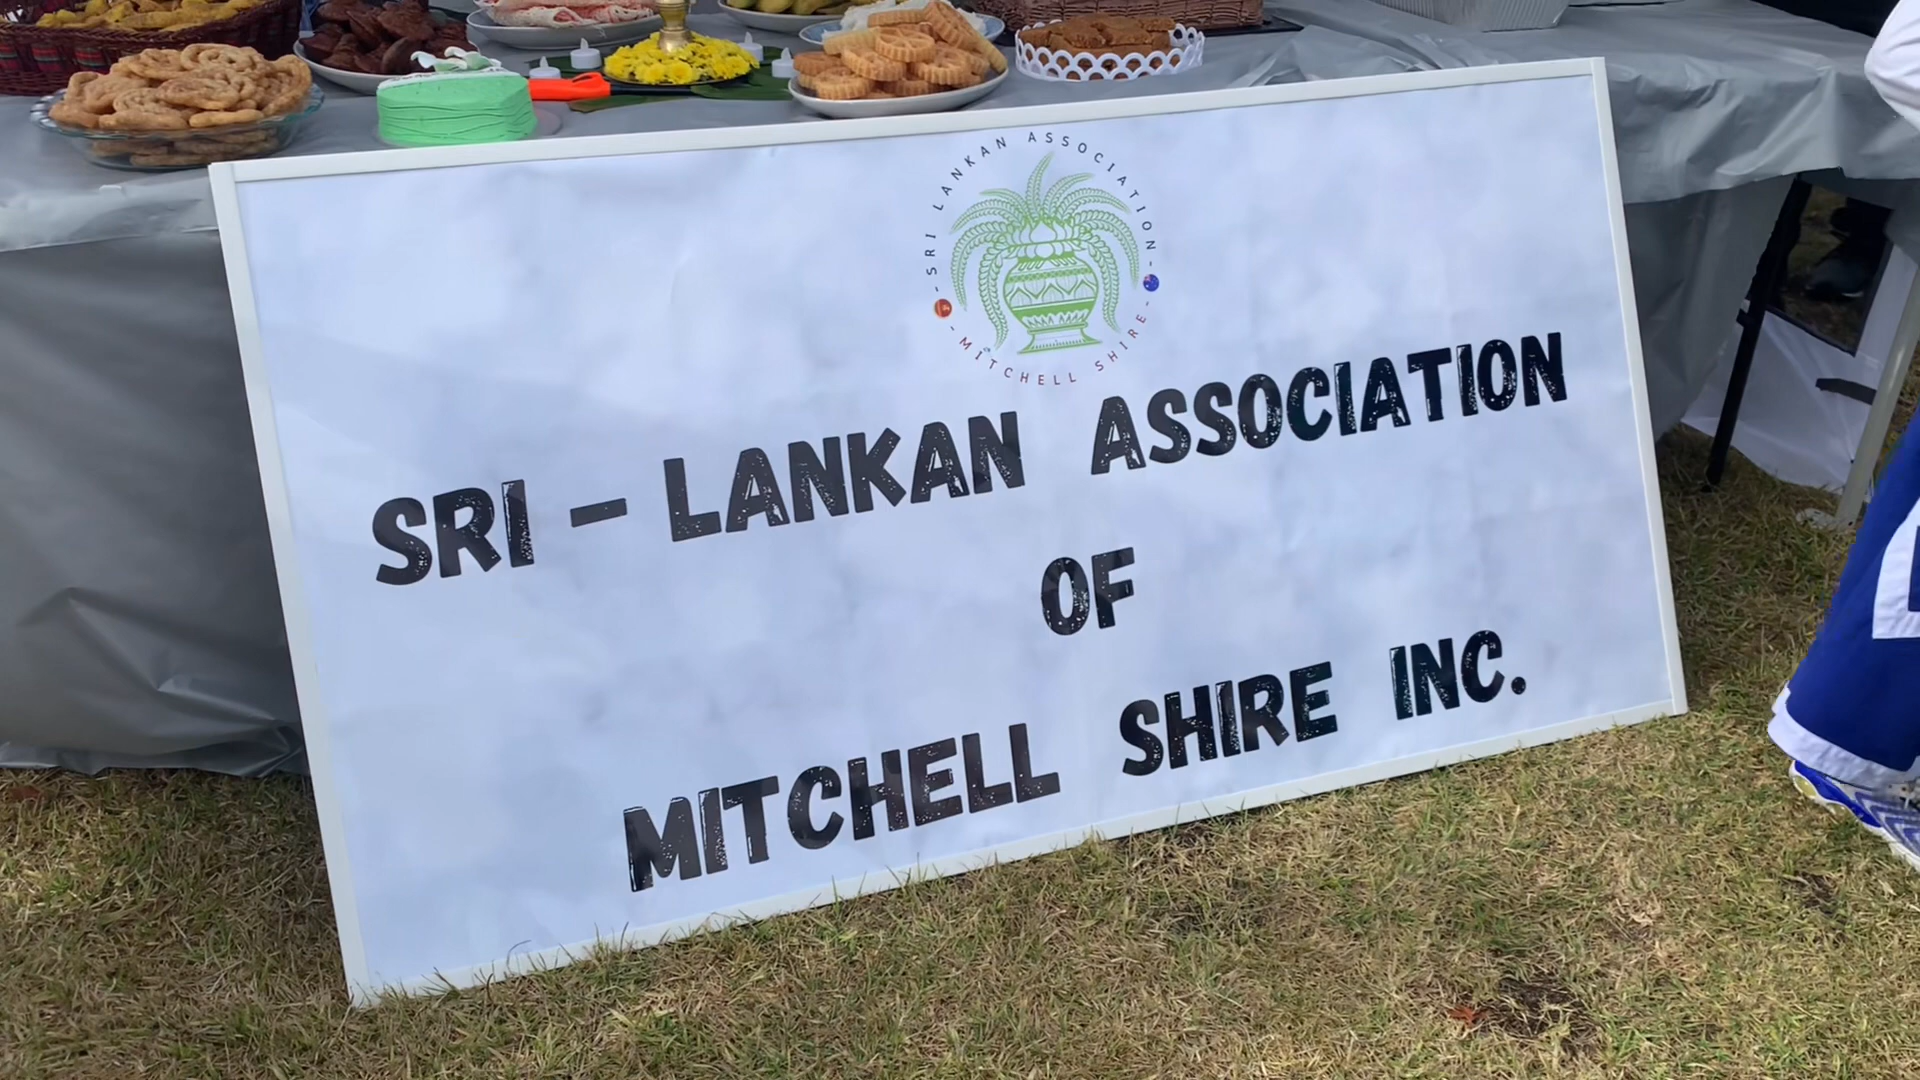 - SRI LANKAN ASSOCIATION -
- MITCHELL SHIRE -
SRI - LANKAN ASSOCIATION
OF
MITCHELL SHIRE INC.